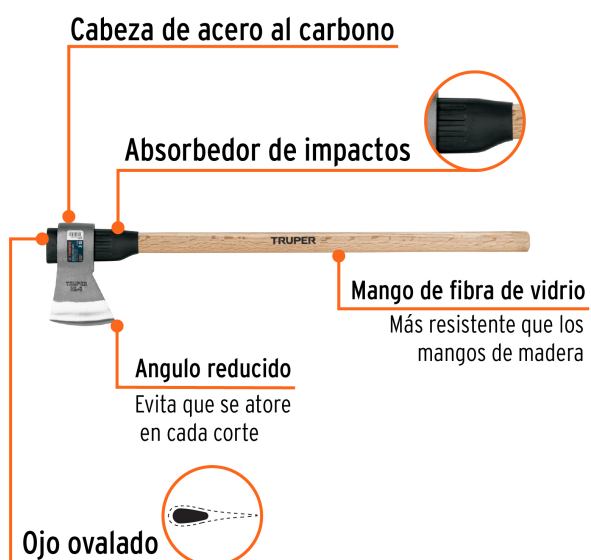 Cabeza de acero al carbono
Absorbedor de impactos
TRUPER
TRUPER
Mango de fibra de vidrio
Más resistente que los
mangos de madera
Angulo reducido
Evita que se atore
en cada corte
Ojo ovalado